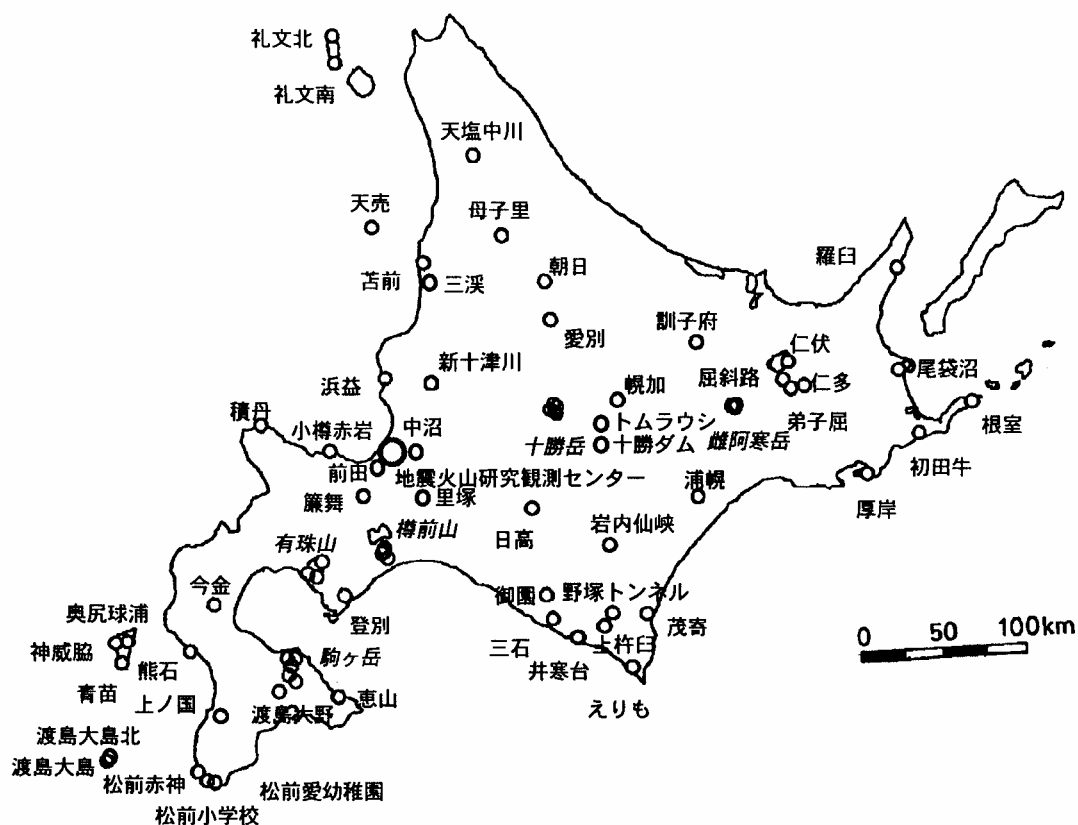 礼文北
礼文南
天塩中川
天売
母子里
羅臼
朝日
苫前
三渓
訓子府
愛別
仁伏
新十津川
尾袋沼
浜益
屈斜路
仁多
幌加
積丹
弟子屈
根室
トムラウシ
小樽赤岩
中沼
十勝岳
十勝ダム
雌阿寒岳
初田牛
前田
地震火山研究観測センター
浦幌
簾舞
里塚
厚岸
樽前山
岩内仙峡
日高
有珠山
今金
御園
野塚トンネル
奥尻球浦
登別
茂寄
0 50 100km
神威脇
三石
上杵臼
熊石
駒ヶ岳
井寒台
青苗
上ノ国
恵山
えりも
渡島大野
渡島大島北
渡島大島
松前赤神
松前愛幼稚園
松前小学校